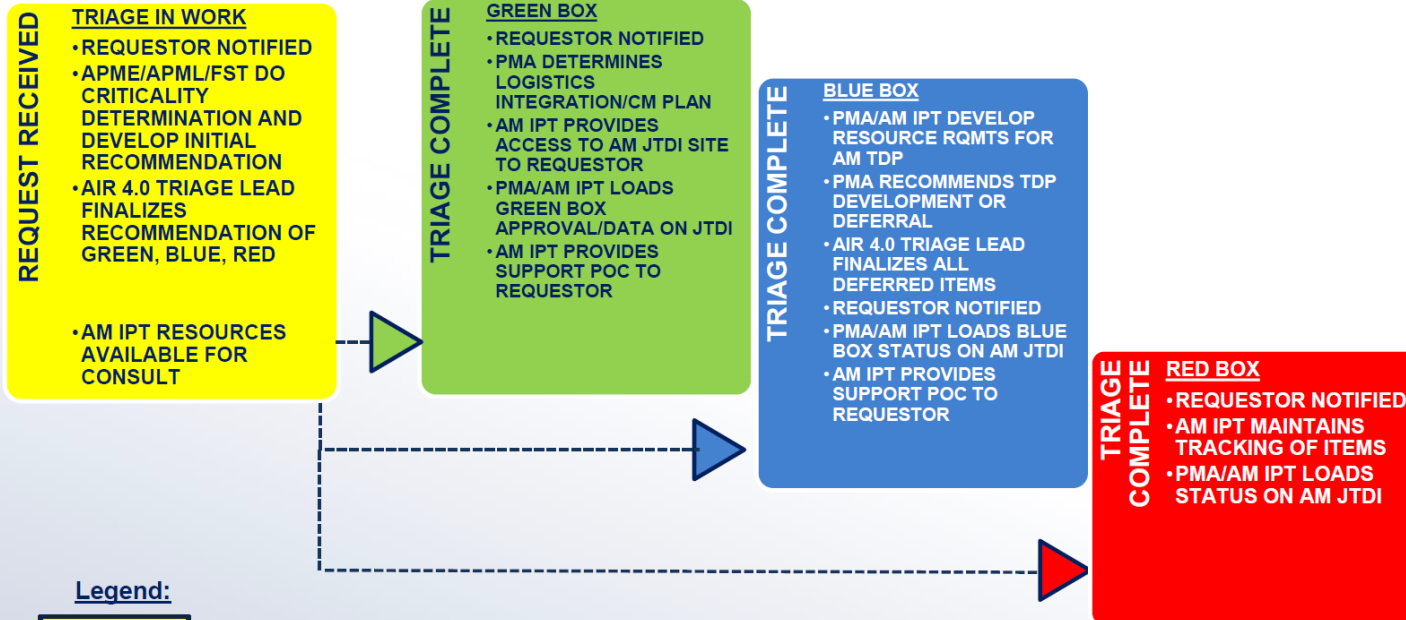 REQUEST RECEIVED
TRIAGE IN WORK
•REQUESTOR NOTIFIED
•APME/APML/FST DO
CRITICALITY
DETERMINATION AND
DEVELOP INITIAL
RECOMMENDATION
•AIR 4.0 TRIAGE LEAD
FINALIZES
RECOMMENDATION OF
GREEN, BLUE, RED
•AM IPT RESOURCES
AVAILABLE FOR
CONSULT
TRIAGE COMPLETE
GREEN BOX
•REQUESTOR NOTIFIED
•PMA DETERMINES
LOGISTICS
INTEGRATION/CM PLAN
•AM IPT PROVIDES
ACCESS TO AM JTDI SITE
TO REQUESTOR
•PMA/AM IPT LOADS
GREEN BOX
APPROVAL/DATA ON JTDI
•AM IPT PROVIDES
SUPPORT POC TO
REQUESTOR
TRIAGE COMPLETE
BLUE BOX
•PMA/AM IPT DEVELOP
RESOURCE RQMTS FOR
AM TDP
•PMA RECOMMENDS TDP
DEVELOPMENT OR
DEFERRAL
•AIR 4.0 TRIAGE LEAD
FINALIZES ALL
DEFERRED ITEMS
•REQUESTOR NOTIFIED
•PMA/AM IPT LOADS BLUE
BOX STATUS ON AM JTDI
•AM IPT PROVIDES
SUPPORT POC TO
REQUESTOR
TRIAGE
COMPLETE
RED BOX
•REQUESTOR NOTIFIED
•AM IPT MAINTAINS
TRACKING OF ITEMS
•PMA/AM IPT LOADS
STATUS ON AM JTDI
Legend: